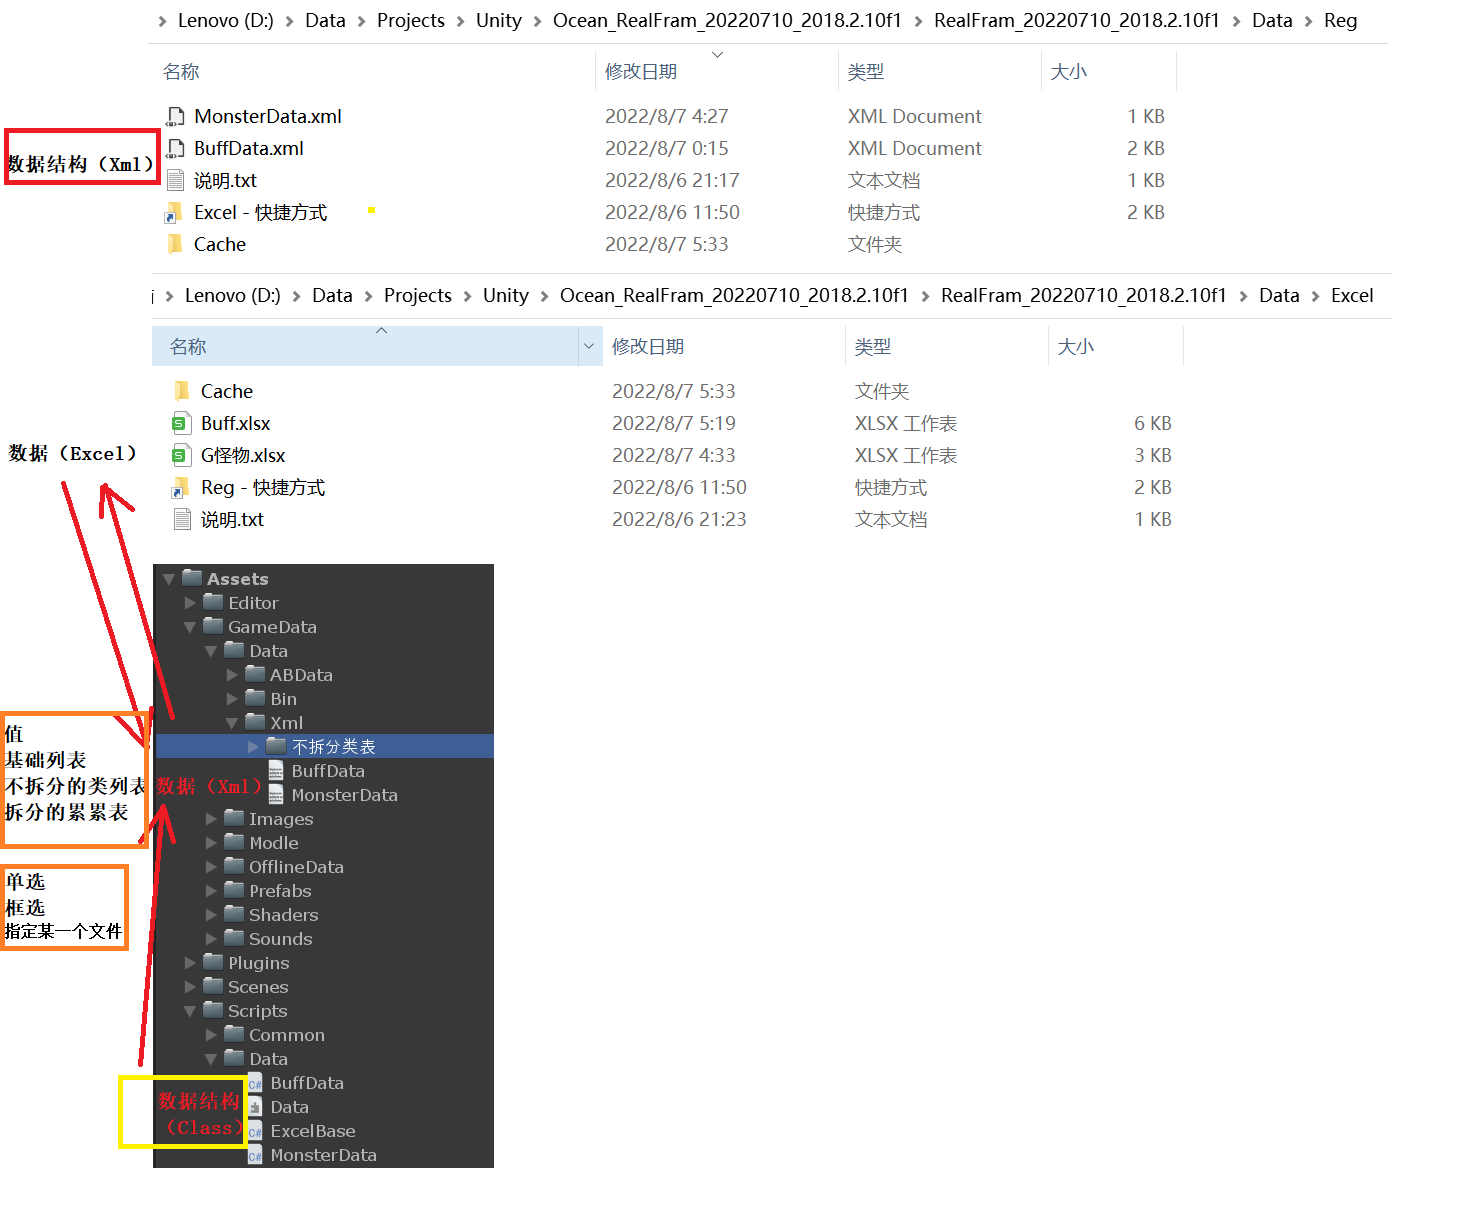 Lenovo (D:) > Data > Projects > Unity > Ocean_RealFram_20220710_2018.2.10f1 > RealFram_20220710_2018.2.10f1 > Data > Reg
名称 修改日期 类型 大小
MonsterData.xml 2022/8/7 4:27 XML Document 1 KB
BuffData.xml 2022/8/7 0:15 XML Document 2 KB
数据结构（Xml）
说明.txt 2022/8/6 21:17 文本文档 1 KB
Excel - 快捷方式 2022/8/6 11:50 快捷方式 2 KB
Cache 2022/8/7 5:33 文件夹
Lenovo (D:) > Data > Projects > Unity > Ocean_RealFram_20220710_2018.2.10f1 > RealFram_20220710_2018.2.10f1 > Data > Excel
名称 修改日期 类型 大小
Cache 2022/8/7 5:33 文件夹
Buff.xlsx 2022/8/7 5:19 XLSX 工作表 6 KB
数据（Excel）
G怪物.xlsx 2022/8/7 4:33 XLSX 工作表 3 KB
Reg - 快捷方式 2022/8/6 11:50 快捷方式 2 KB
说明.txt 2022/8/6 21:23 文本文档 1 KB
Assets
Editor
GameData
Data
ABData
Bin
Xml
不拆分类表
BuffData
MonsterData
Images
Modle
OfflineData
Prefabs
Shaders
Sounds
Plugins
Scenes
Scripts
Common
Data
BuffData
Data
ExcelBase
MonsterData
值
基础列表
不拆分的类列表
拆分的累累表
数据（Xml）
单选
框选
指定某一个文件
数据结构
（Class）